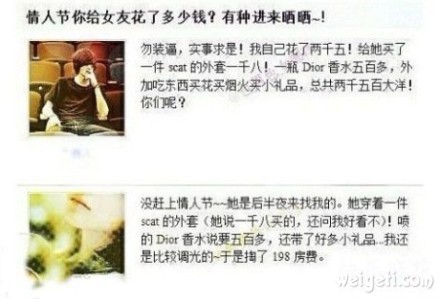 情人节你给女友花了多少钱？有种进来晒晒~!
勿装逼，实事求是！我自己花了两千五！给她买了
一件 scat 的外套一千八！一瓶 Dior 香水五百多，外
加吃东西买花买烟火买小礼品，总共两千五百大洋！
你们呢？
没赶上情人节~~她是后半夜来找我的。她穿着一件
scat 的外套（她说一千八买的，还问我好看不）！喷
的 Dior 香水说要五百多，还带了好多小礼品...我还
是比较调光的~于是掏了 198 房费。
weigeti.com